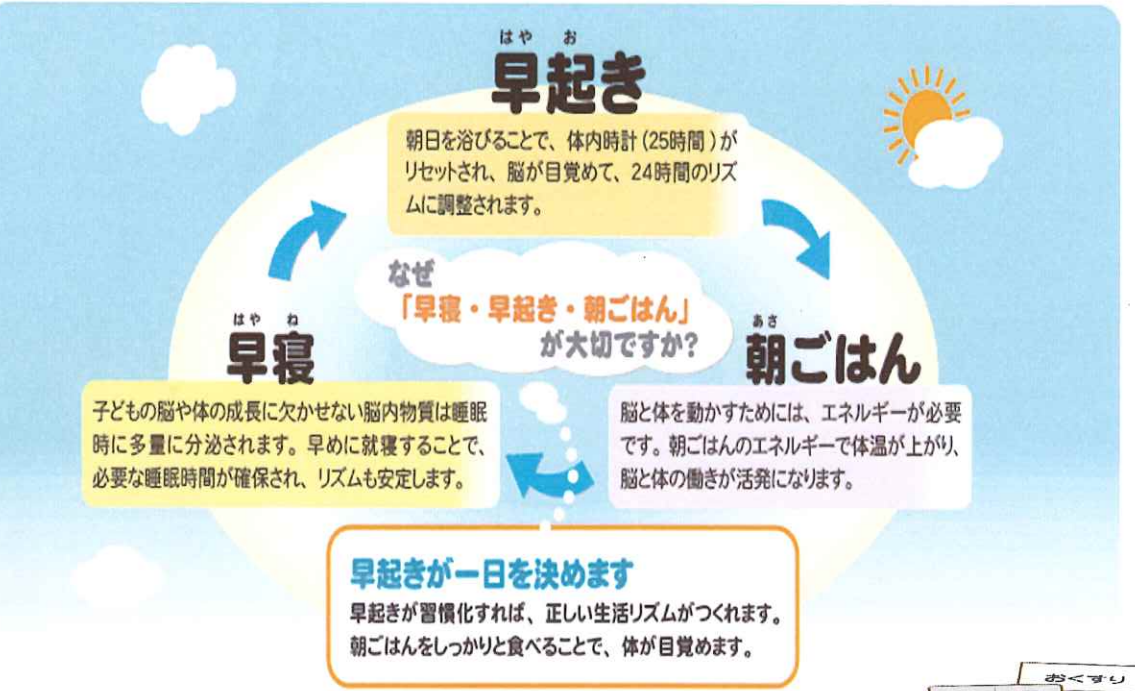 はや お
早起き
朝日を浴びることで、体内時計(25時間)が
リセットされ、脳が目覚めて、24時間のリズ
ムに調整されます。
なぜ
「早寝・早起き・朝ごはん」
が大切ですか?
はや ね
早寝
子どもの脳や体の成長に欠かせない脳内物質は睡眠
時に多量に分泌されます。早めに就寝することで、
必要な睡眠時間が確保され、リズムも安定します。
あさ
朝ごはん
脳と体を動かすためには、エネルギーが必要
です。朝ごはんのエネルギーで体温が上がり、
脳と体の働きが活発になります。
早起きが一日を決めます
早起きが習慣化すれば、正しい生活リズムがつくれます。
朝ごはんをしっかりと食べることで、体が目覚めます。
おくすり